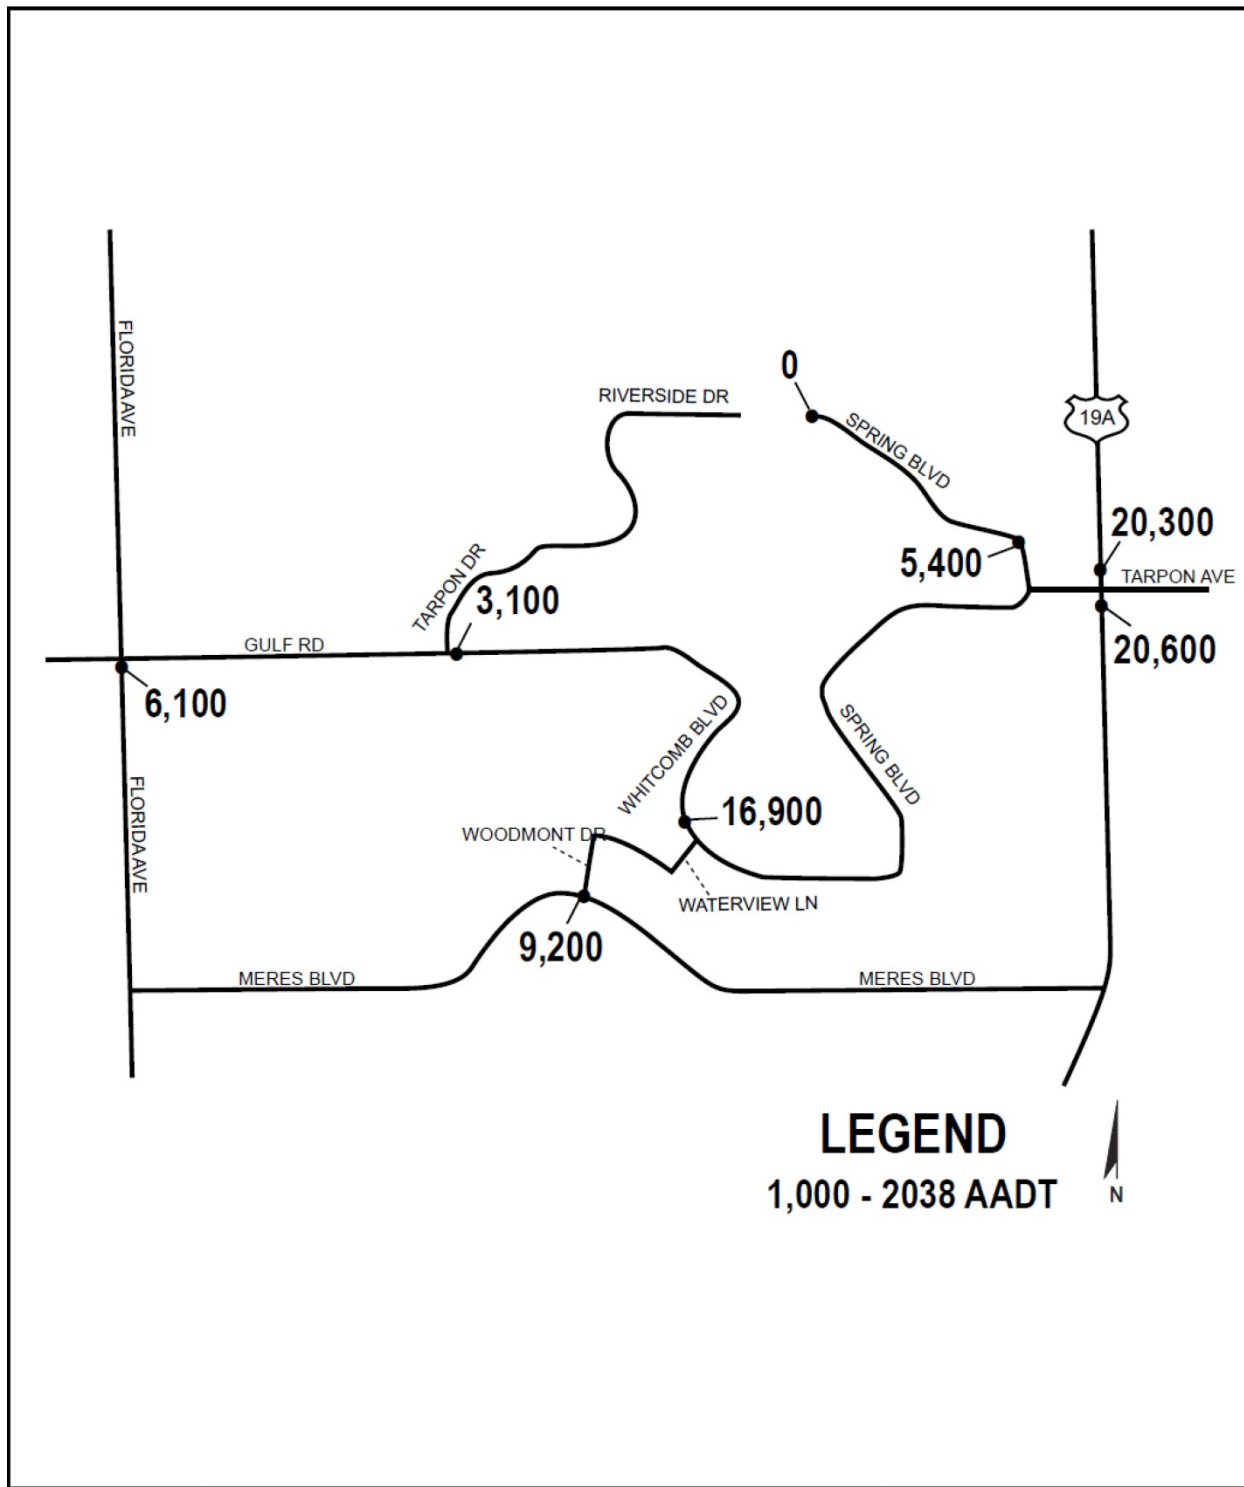 FLORIDA AVE
RIVERSIDE DR
0
SPRING BLVD
19A
20,300
5,400
TARPON AVE
TARPON DR
3,100
GULF RD
20,600
6,100
WHITCOMB BLVD
SPRING BLVD
FLORIDA AVE
16,900
WOODMONT DR
WATERVIEW LN
9,200
MERES BLVD
MERES BLVD
LEGEND
1,000 - 2038 AADT
N